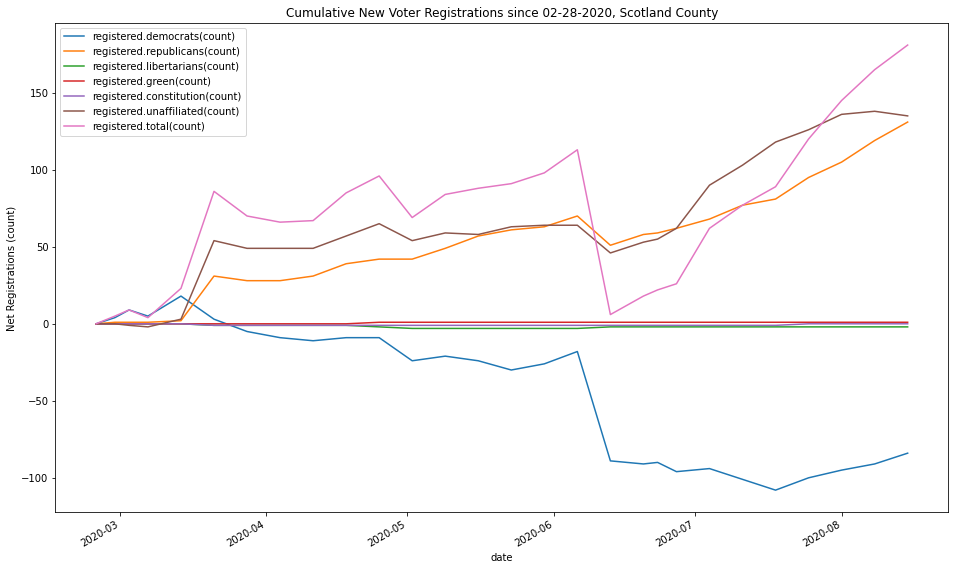 Cumulative New Voter Registrations since 02-28-2020, Scotland County
registered.democrats(count)
registered.republicans(count)
registered.libertarians(count)
registered.green(count)
registered.constitution(count)
registered.unaffiliated(count)
registered.total(count)
Net Registrations (count)
150
100
50
0
−50
−100
2020-03
2020-04
2020-05
2020-06
2020-07
2020-08
date